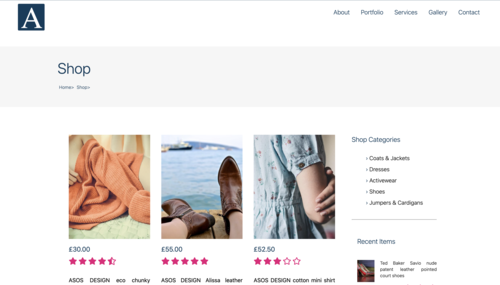 A
About Portfolio Services Gallery Contact
Shop
Home> Shop>
£30.00
ASOS DESIGN eco chunky
£55.00
ASOS DESIGN Alissa leather
£52.50
ASOS DESIGN cotton mini shirt
Shop Categories
› Coats & Jackets
› Dresses
› Activewear
› Shoes
› Jumpers & Cardigans
Recent Items
Ted Baker Savio nude
patent leather pointed
court shoes